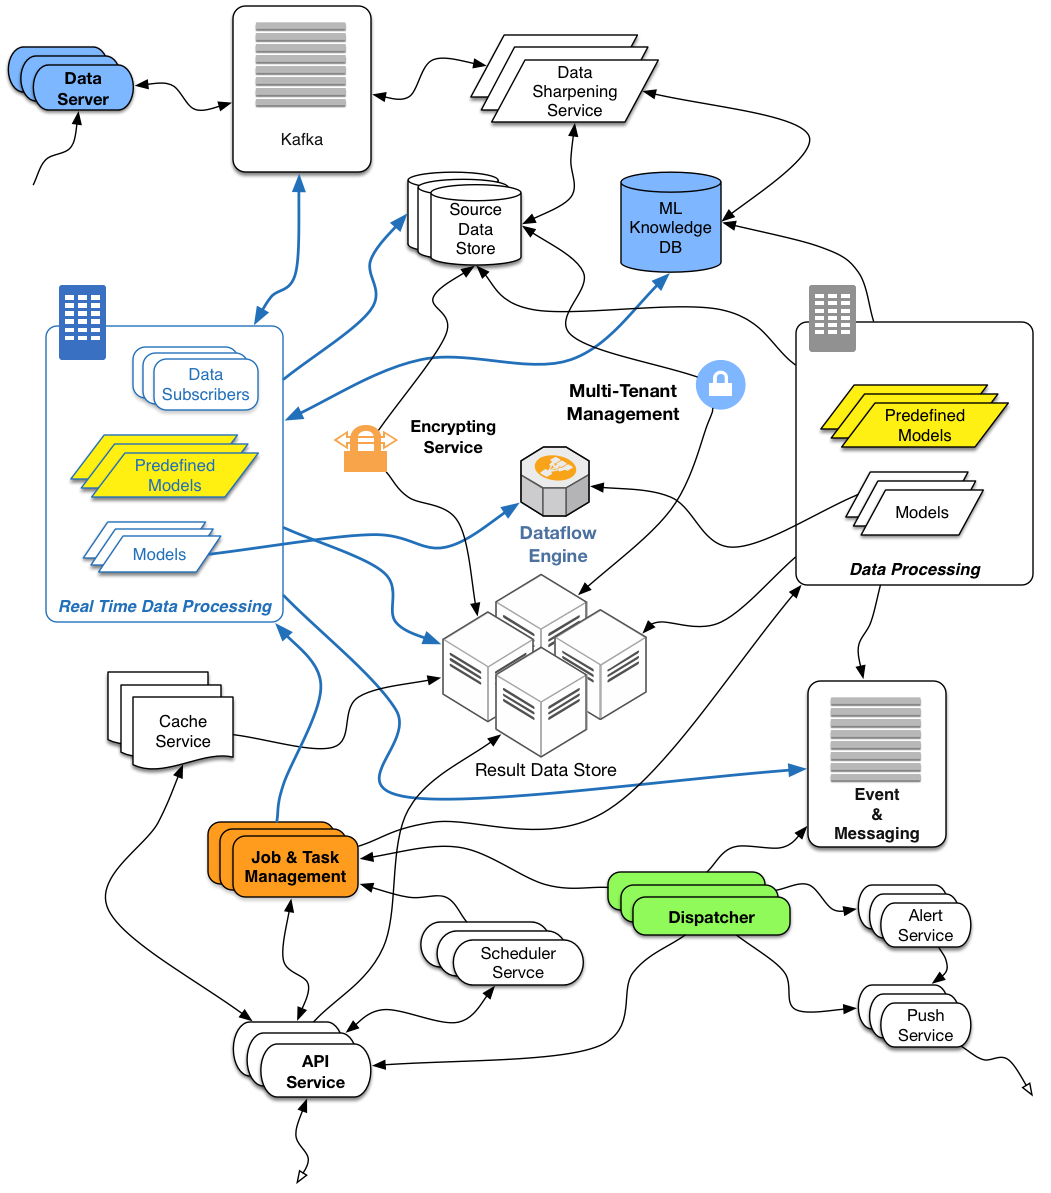 Data
Server
Kafka
Data
Sharpening
Service
Source
Data
Store
ML
Knowledge
DB
Data
Subscribers
Predefined
Models
Models
Real Time Data Processing
Encrypting
Service
Multi-Tenant
Management
Dataflow
Engine
Predefined
Models
Models
Data Processing
Cache
Service
Result Data Store
Event
&
Messaging
Job & Task
Management
Dispatcher
Alert
Service
Scheduler
Servce
Push
Service
API
Service